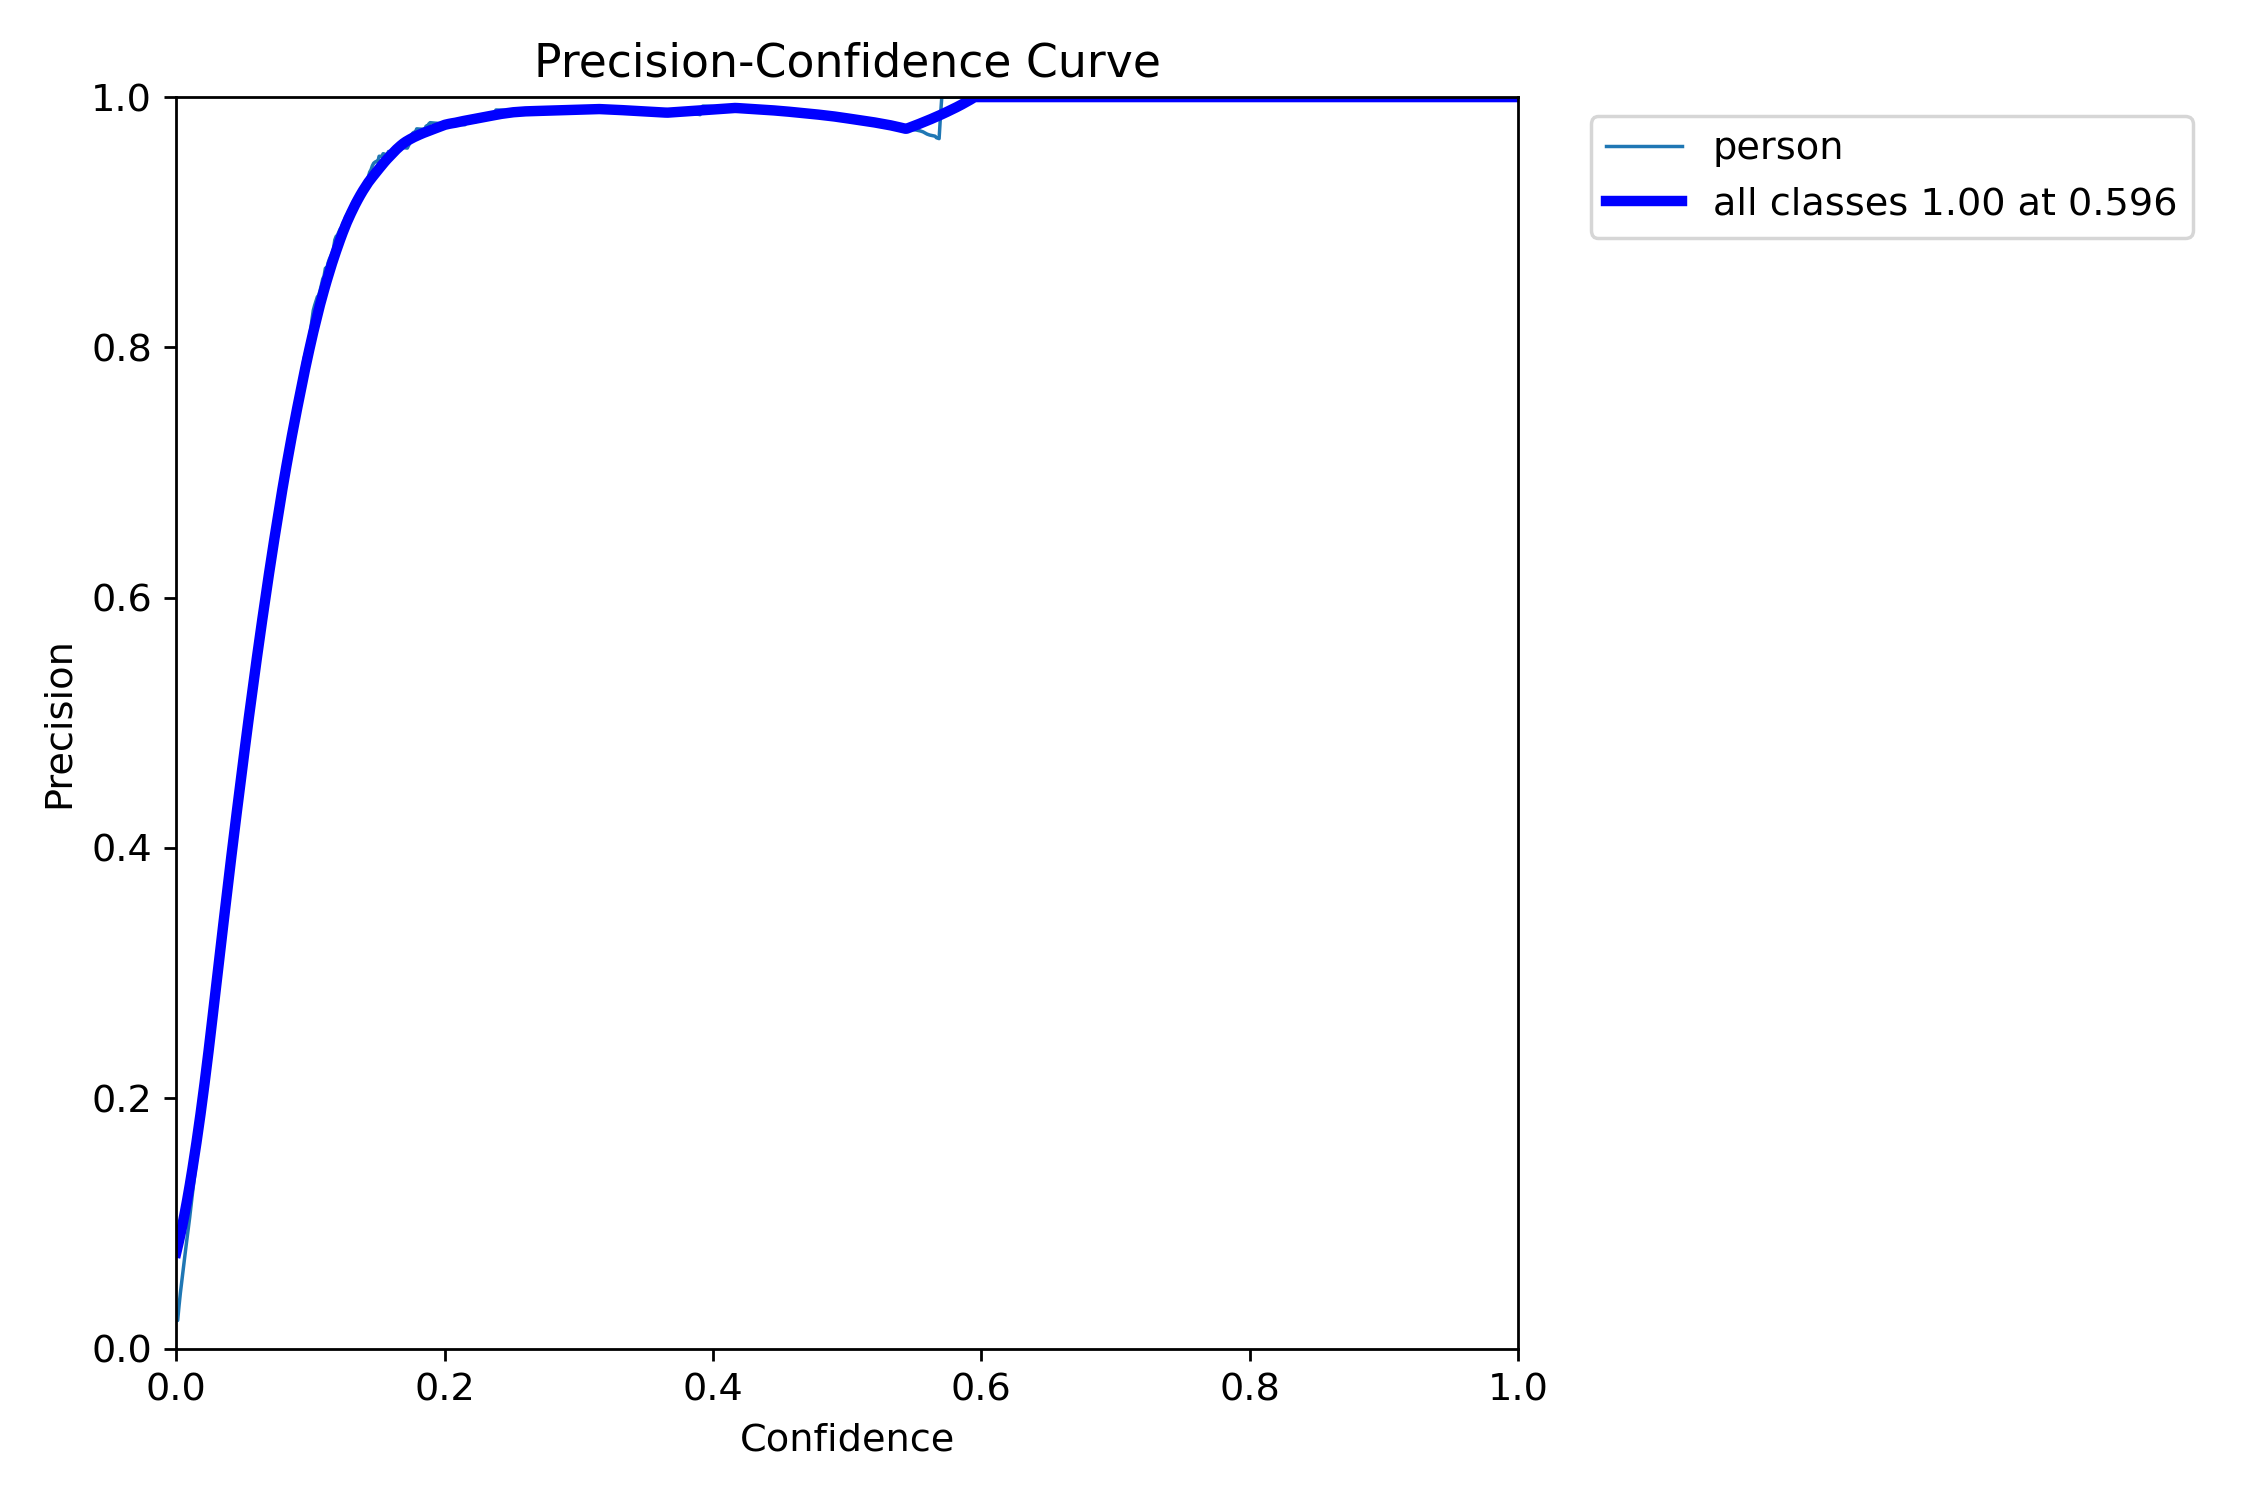 Precision-Confidence Curve
1.0
0.8
0.6
0.4
0.2
0.0
Precision
0.0 0.2 0.4 0.6 0.8 1.0
Confidence
person
all classes 1.00 at 0.596